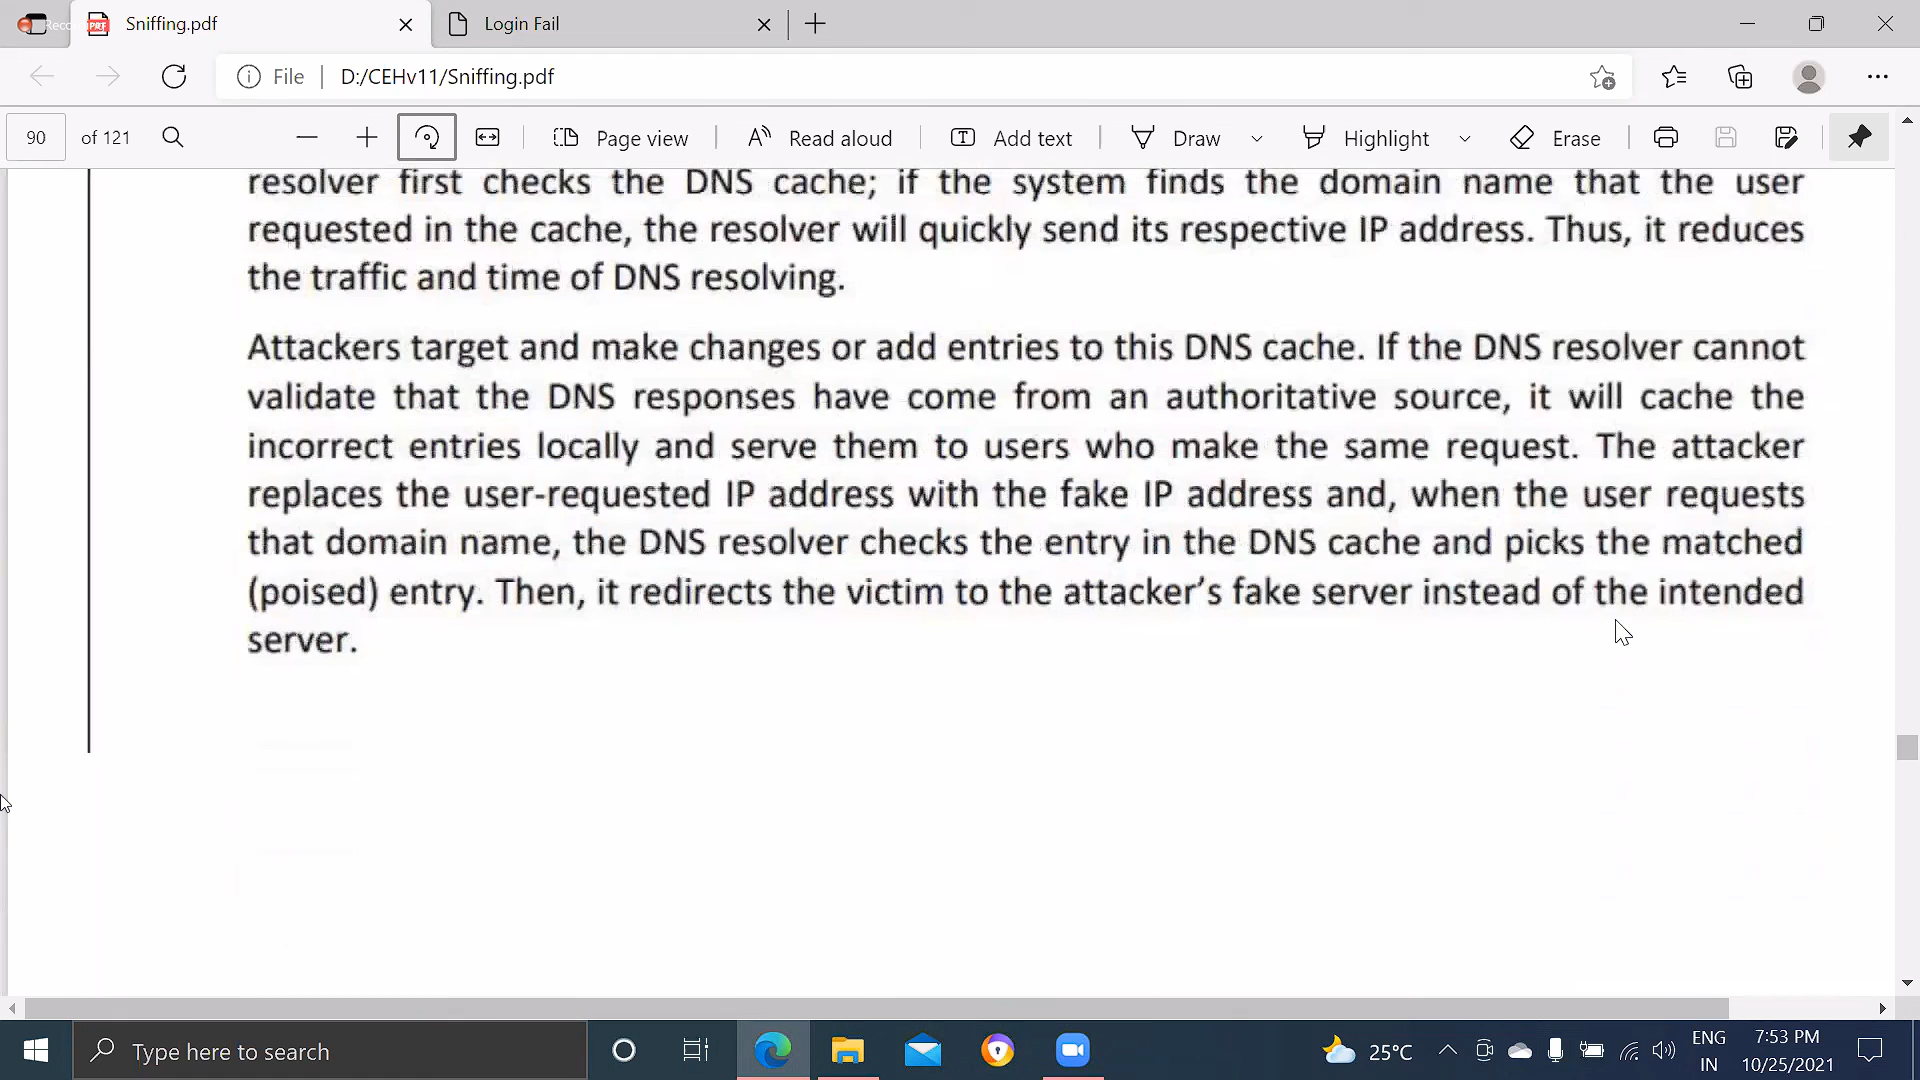 Sniffing.pdf
Login Fail
File
D:/CEHv11/Sniffing.pdf
90 of 121
Page view
Read aloud
Add text
Draw
Highlight
Erase
resolver first checks the DNS cache; if the system finds the domain name that the user
requested in the cache, the resolver will quickly send its respective IP address. Thus, it reduces
the traffic and time of DNS resolving.
Attackers target and make changes or add entries to this DNS cache. If the DNS resolver cannot
validate that the DNS responses have come from an authoritative source, it will cache the
incorrect entries locally and serve them to users who make the same request. The attacker
replaces the user-requested IP address with the fake IP address and, when the user requests
that domain name, the DNS resolver checks the entry in the DNS cache and picks the matched
(poised) entry. Then, it redirects the victim to the attacker's fake server instead of the intended
server.
Type here to search
25°C
ENG
IN
7:53 PM
10/25/2021